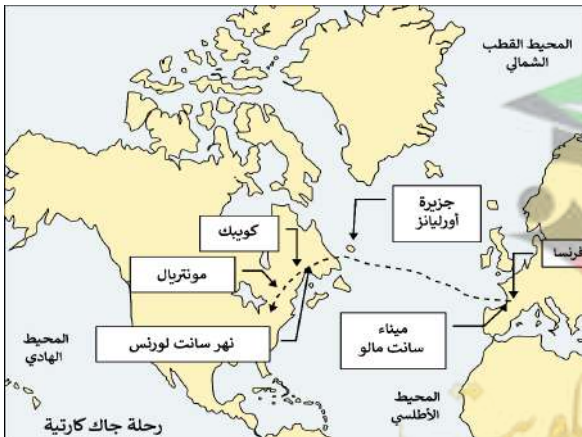 المحيط القطب
الشمالي
جزيرة
أورليانز
كويبك
فرنسا
مونتريال
ميناء
سانت مالو
نهر سانت لورنس
المحيط
الهادي
المحيط
الأطلسي
رحلة جاك كارتية